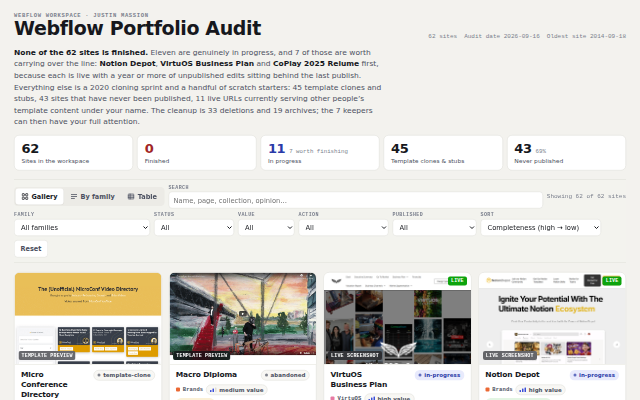 WEBFLOW WORKSPACE · JUSTIN MASSION
Webflow Portfolio Audit
62 sites Audit date 2026-09-16 Oldest site 2014-09-18
None of the 62 sites is finished. Eleven are genuinely in progress, and 7 of those are worth
carrying over the line: Notion Depot, VirtuOS Business Plan and CoPlay 2025 Relume first,
because each is live with a year or more of unpublished edits sitting behind the last publish.
Everything else is a 2020 cloning sprint and a handful of scratch starters: 45 template clones and
stubs, 43 sites that have never been published, 11 live URLs currently serving other people's
template content under your name. The cleanup is 33 deletions and 19 archives; the 7 keepers
can then have your full attention.
62
Sites in the workspace
0
Finished
11 7 worth finishing
In progress
45
Template clones & stubs
43 69%
Never published
Gallery
By family
Table
SEARCH
Name, page, collection, opinion...
Showing 62 of 62 sites
FAMILY
All families
STATUS
All
VALUE
All
ACTION
All
PUBLISHED
All
SORT
Completeness (high → low)
Reset
The (Unofficial) MicroConf Video Directory
TEMPLATE PREVIEW
Micro Conference Directory
template-clone
TEMPLATE PREVIEW
Macro Diploma
abandoned
Brands
medium value
LIVE
LIVE SCREENSHOT
VirtUOS Business Plan
in-progress
VirtUOS
high value
LIVE
Ignite Your Potential With The
Ultimate Notion Ecosystem
LIVE SCREENSHOT
Notion Depot
in-progress
Brands
high value